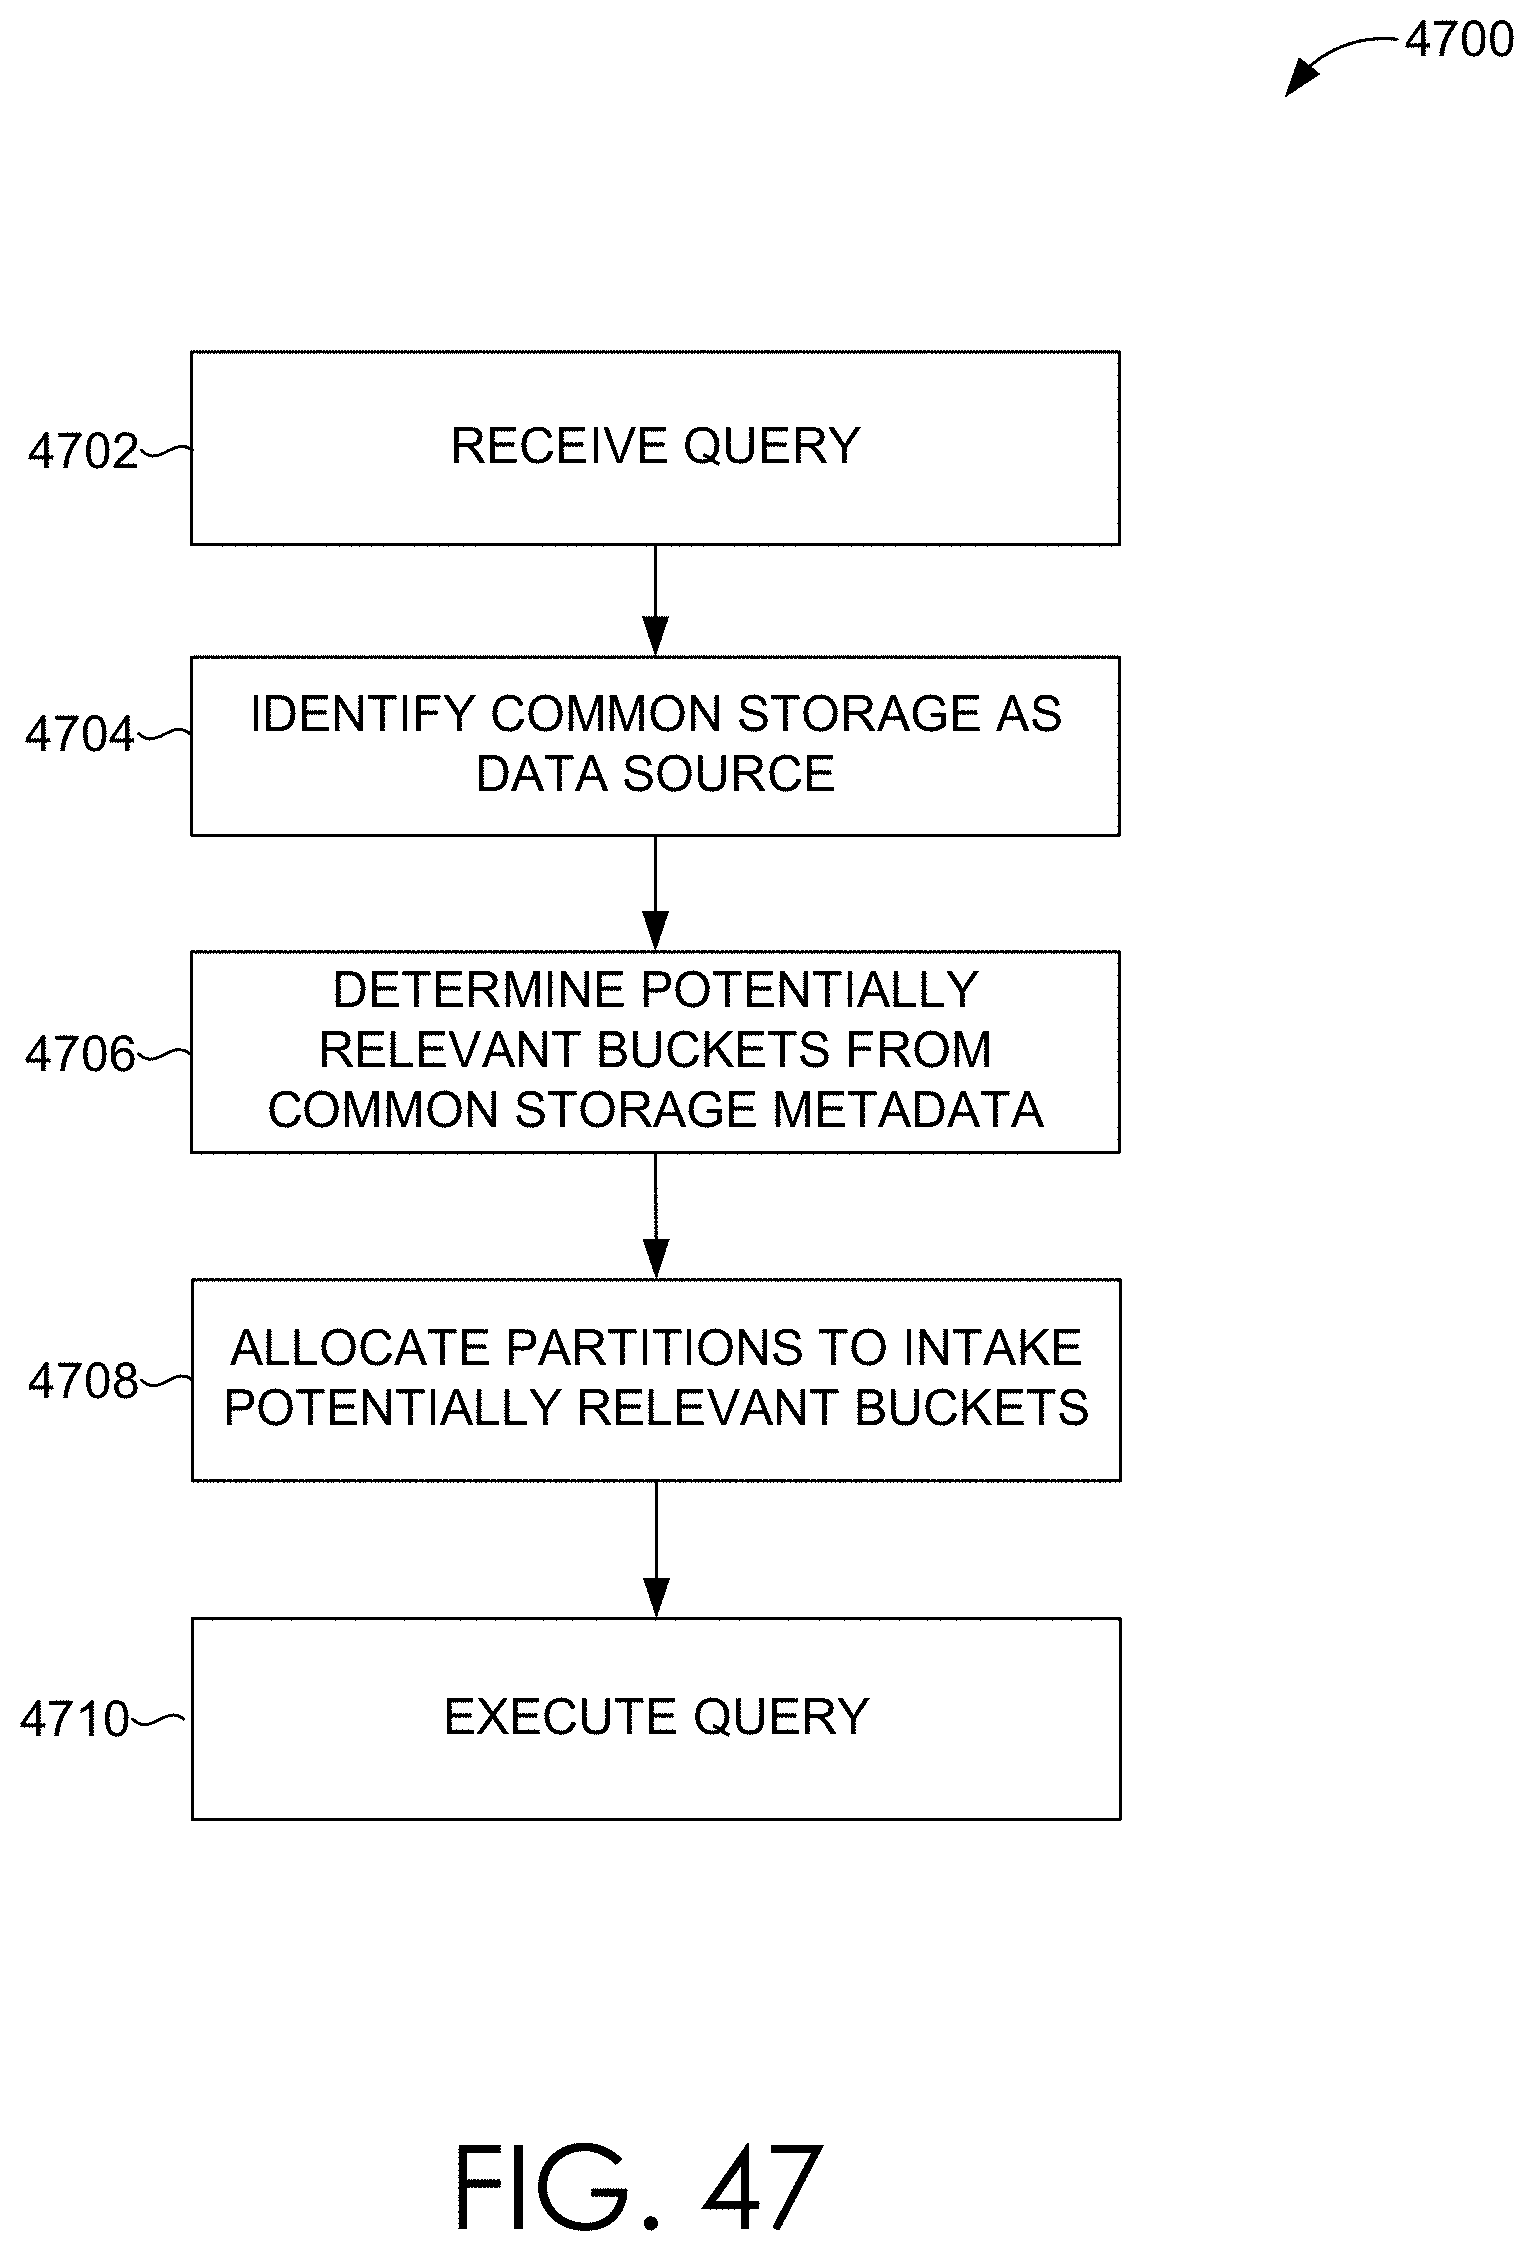 4700
4702
RECEIVE QUERY
4704
IDENTIFY COMMON STORAGE AS
DATA SOURCE
4706
DETERMINE POTENTIALLY
RELEVANT BUCKETS FROM
COMMON STORAGE METADATA
4708
ALLOCATE PARTITIONS TO INTAKE
POTENTIALLY RELEVANT BUCKETS
4710
EXECUTE QUERY
FIG. 47